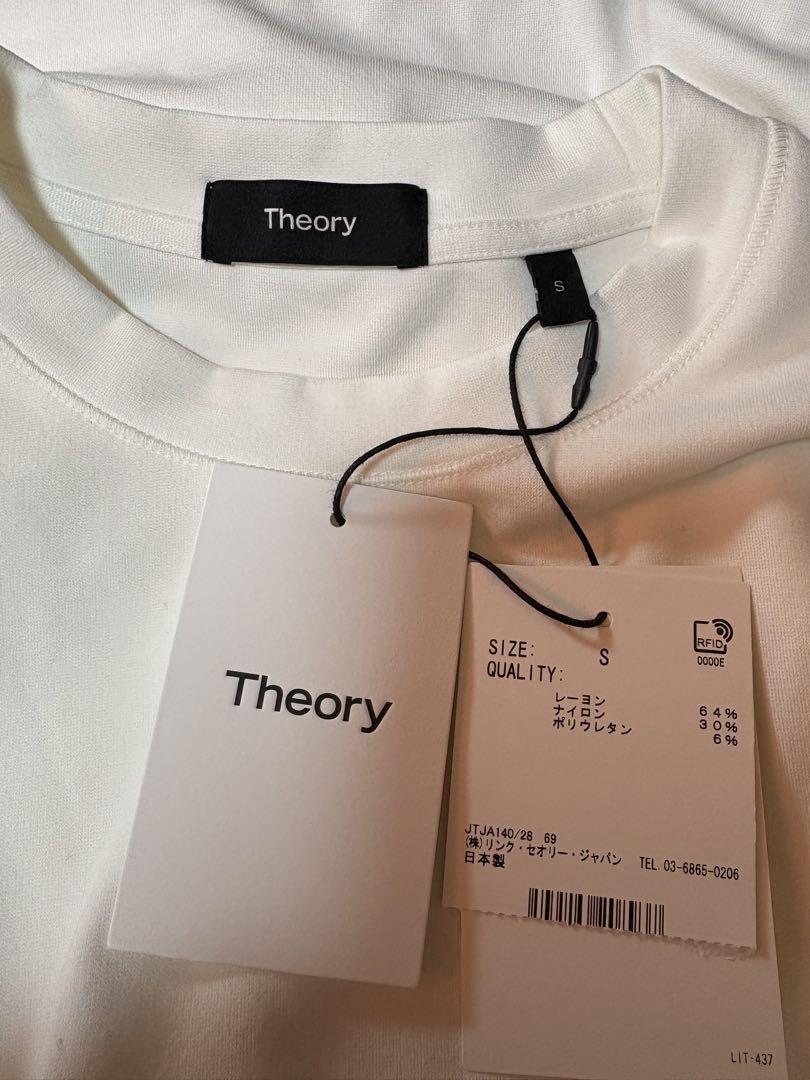 Theory
S
Theory
SIZE: S
QUALITY:
RFID
0000E
レーヨン 64%
ナイロン 30%
ポリウレタン 6%
JTJA140/28 69
(株)リンク・セオリー・ジャパン TEL. 03-6865-0206
日本製
LIT-437